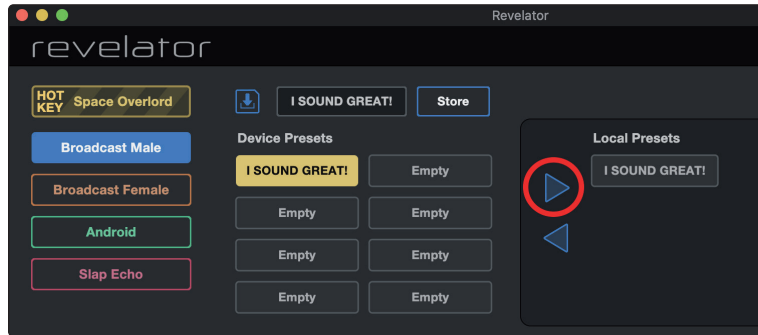 Revelator
revelator
HOT KEY Space Overlord
I SOUND GREAT!
Store
Broadcast Male
Broadcast Female
Android
Slap Echo
Device Presets
I SOUND GREAT!
Empty
Empty
Empty
Empty
Empty
Empty
Empty
Local Presets
I SOUND GREAT!